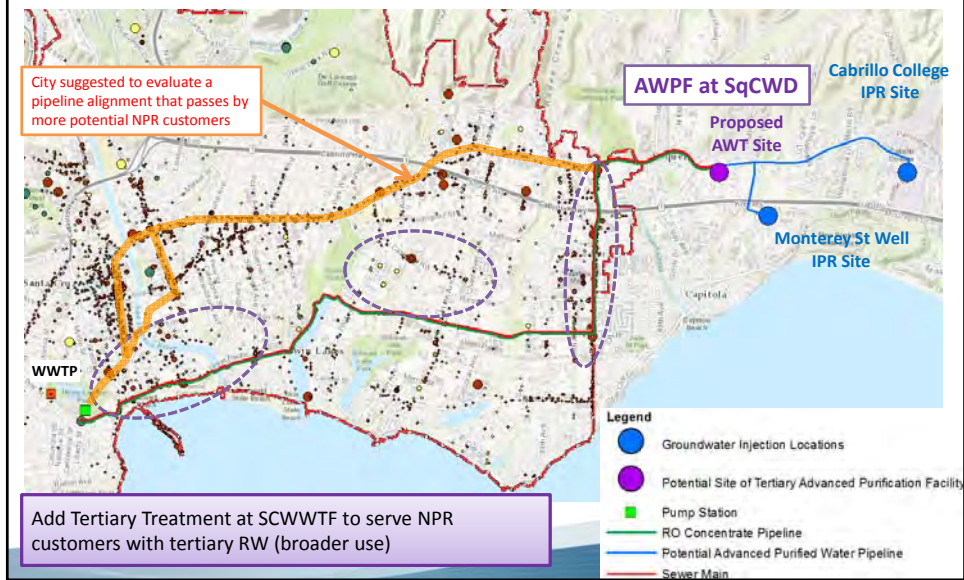 City suggested to evaluate a
pipeline alignment that passes by
more potential NPR customers
AWPF at SqCWD
Cabrillo College
IPR Site
Proposed
AWT Site
Monterey St Well
IPR Site
Capitola
WWTP
Add Tertiary Treatment at SCWWTF to serve NPR
customers with tertiary RW (broader use)
Legend
Groundwater Injection Locations
Potential Site of Tertiary Advanced Purification Facility
Pump Station
RO Concentrate Pipeline
Potential Advanced Purified Water Pipeline
Sewer Main